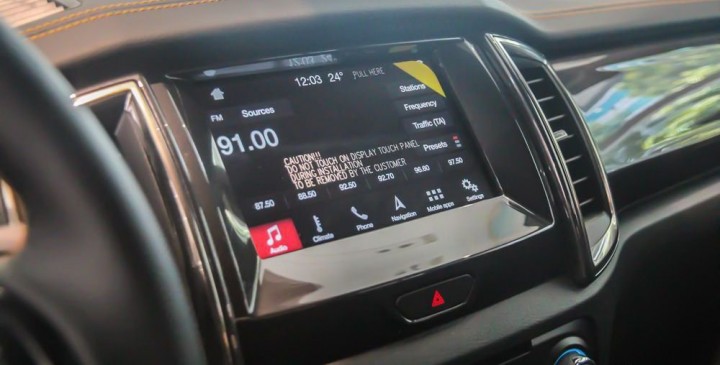 12:03 24° PULL HERE
FM Sources
Stations
91.00
Frequency
Traffic (TA)
Presets
CAUTION!!!
DO NOT TOUCH ON DISPLAY TOUCH PANEL
DURING INSTALLATION
TO BE REMOVED BY THE CUSTOMER
87.50 88.50 92.50 92.70 96.80 97.50
Audio Climate Phone Navigation Mobile apps Settings